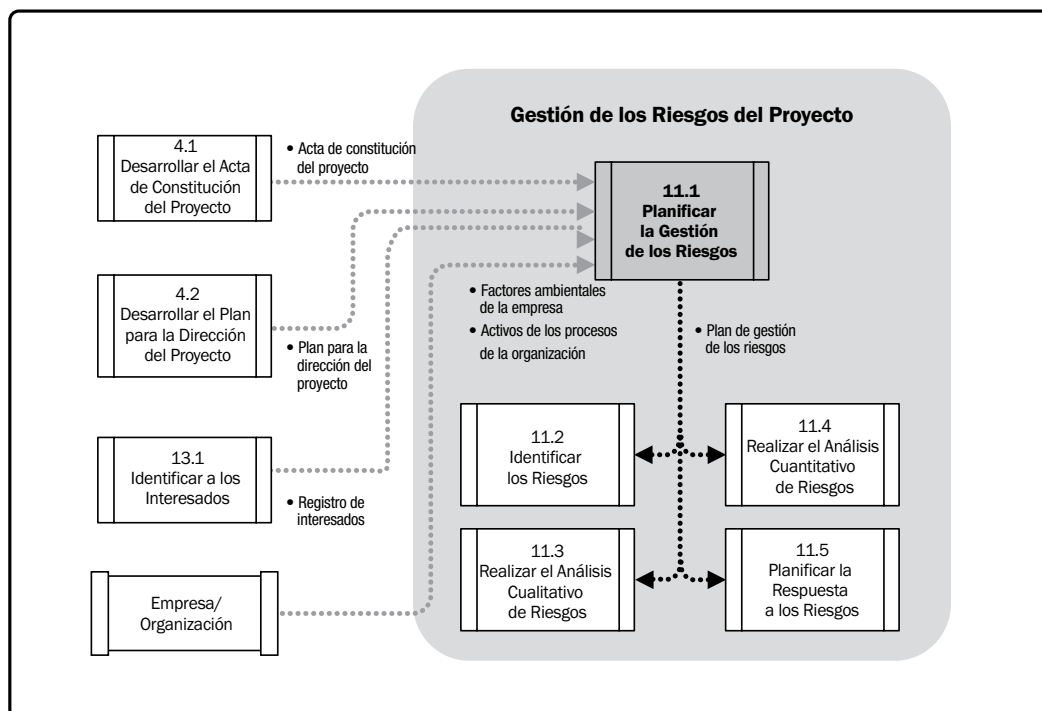 Gestión de los Riesgos del Proyecto
4.1
Desarrollar el Acta
de Constitución
del Proyecto
• Acta de constitución
del proyecto
11.1
Planificar
la Gestión
de los Riesgos
4.2
Desarrollar el Plan
para la Dirección
del Proyecto
• Plan para la
dirección del
proyecto
• Factores ambientales
de la empresa
• Activos de los procesos
de la organización
• Plan de gestión
de los riesgos
13.1
Identificar a los
Interesados
• Registro de
interesados
11.2
Identificar
los Riesgos
11.4
Realizar el Análisis
Cuantitativo
de Riesgos
11.3
Realizar el Análisis
Cualitativo
de Riesgos
11.5
Planificar la
Respuesta
a los Riesgos
Empresa/
Organización